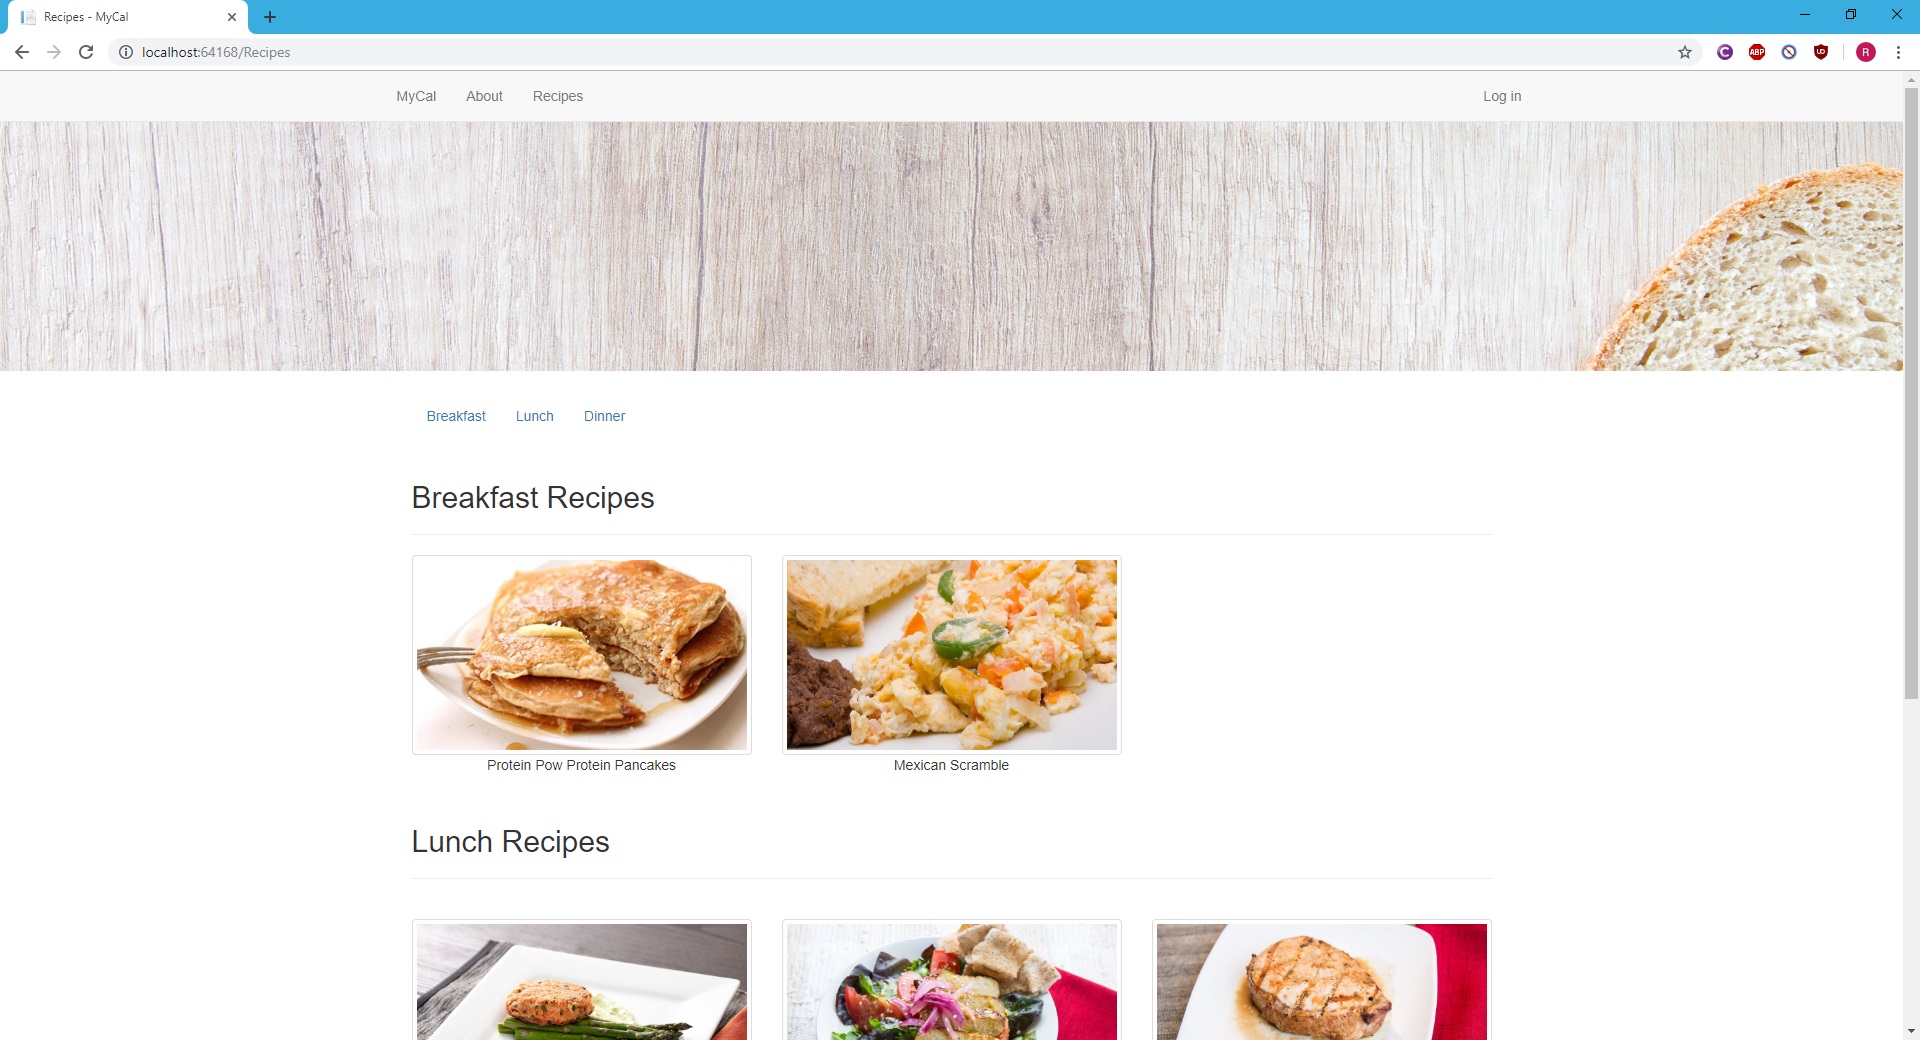 Recipes - MyCal
localhost:64168/Recipes
ABP
R
MyCal About Recipes Log in
Breakfast Lunch Dinner
Breakfast Recipes
Protein Pow Protein Pancakes Mexican Scramble
Lunch Recipes